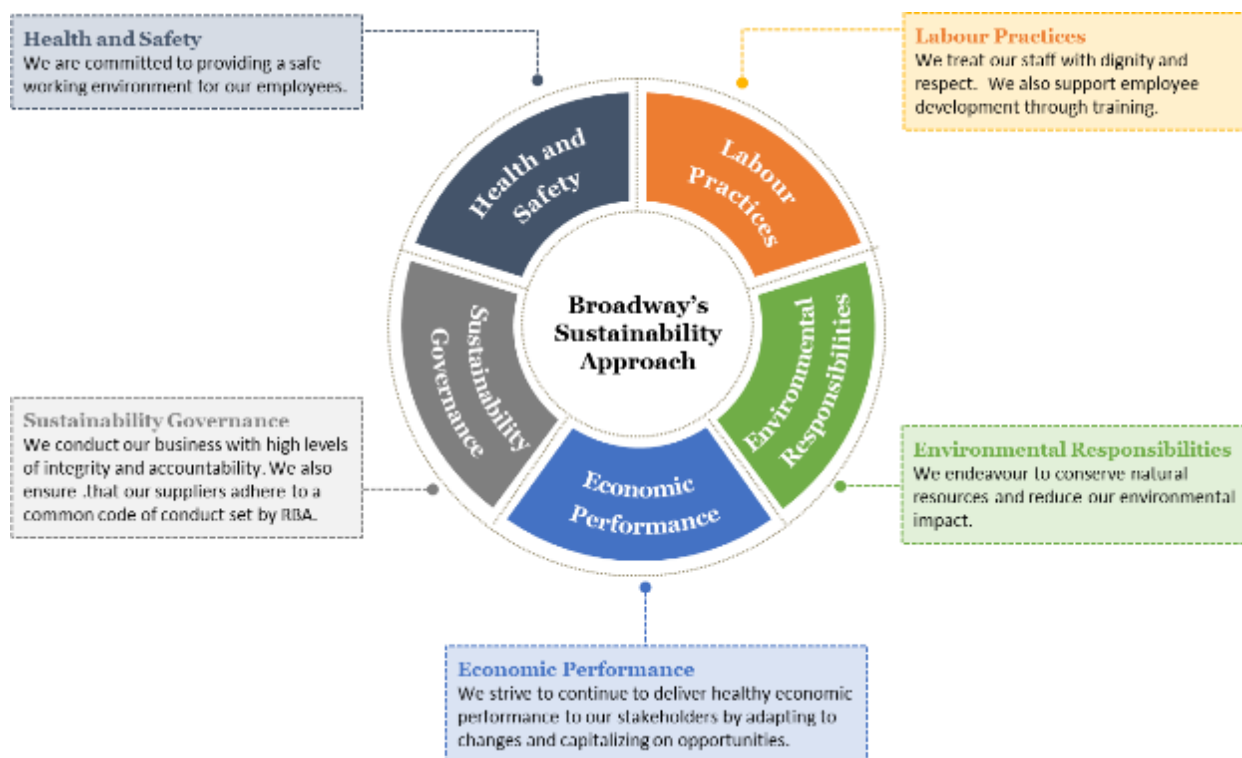 Health and Safety
We are committed to providing a safe
working environment for our employees.
Labour Practices
We treat our staff with dignity and
respect. We also support employee
development through training.
Health and
Safety
Labour
Practices
Broadway's
Sustainability
Approach
Sustainability
Governance
Environmental
Responsibilities
Economic
Performance
Sustainability Governance
We conduct our business with high levels
of integrity and accountability. We also
ensure .that our suppliers adhere to a
common code of conduct set by RBA.
Environmental Responsibilities
We endeavour to conserve natural
resources and reduce our environmental
impact.
Economic Performance
We strive to continue to deliver healthy economic
performance to our stakeholders by adapting to
changes and capitalizing on opportunities.